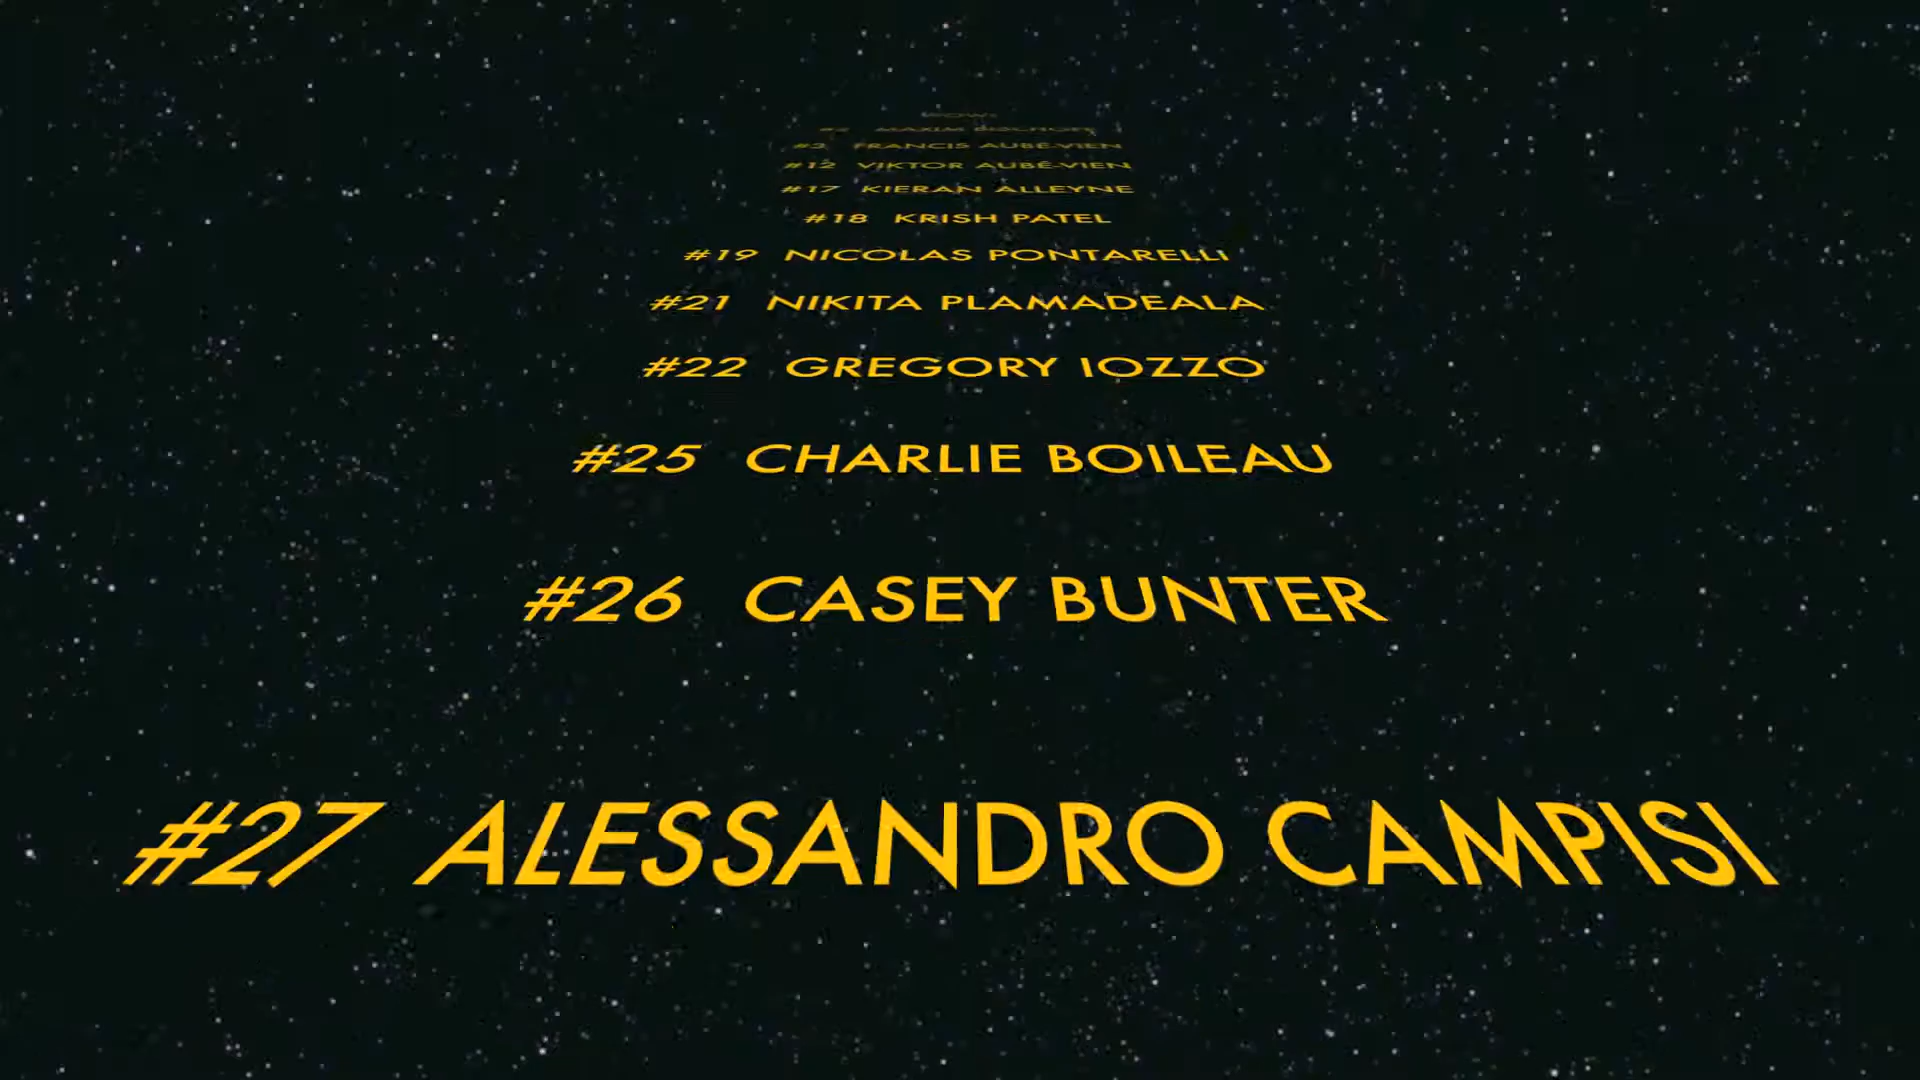 #3 FRANCIS AUBÉ-VIEN
#12 VIKTOR AUBÉ-VIEN
#17 KIERAN ALLEYNE
#18 KRISH PATEL
#19 NICOLAS PONTARELLI
#21 NIKITA PLAMADEALA
#22 GREGORY IOZZO
#25 CHARLIE BOILEAU
#26 CASEY BUNTER
#27 ALESSANDRO CAMPISI